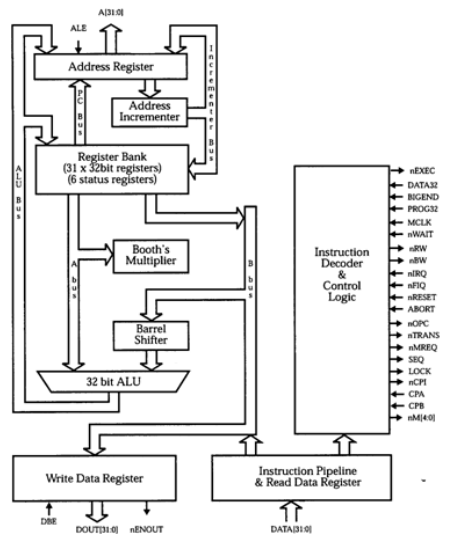 A[31:0]
ALE
Address Register
Address
Incrementer
PC Bus
Incrementer Bus
ALU Bus
Register Bank
(31 x 32bit registers)
(6 status registers)
A bus
B bus
Booth's
Multiplier
Barrel
Shifter
32 bit ALU
Write Data Register
DBE
DOUT[31:0]
nENOUT
Instruction Pipeline
& Read Data Register
DATA[31:0]
Instruction
Decoder
&
Control
Logic
nEXEC
DATA32
BIGEND
PROG32
MCLK
nWAIT
nRW
nBW
nIRQ
nFIQ
nRESET
ABORT
nOPC
nTRANS
nMREQ
SEQ
LOCK
nCPI
CPA
CPB
nM[4:0]